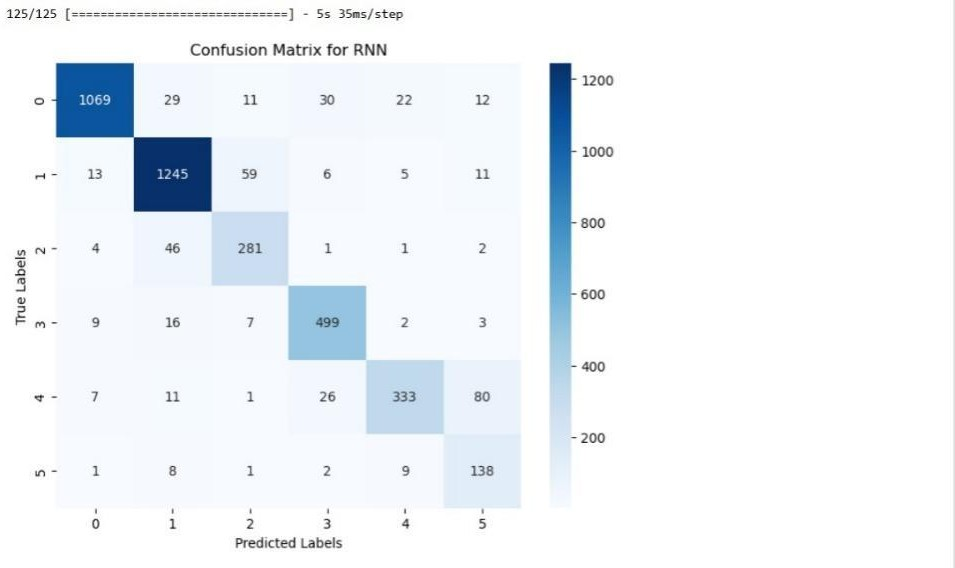 125/125 [==============================] - 5s 35ms/step
Confusion Matrix for RNN
0 1069 29 11 30 22 12
1 13 1245 59 6 5 11
2 4 46 281 1 1 2
3 9 16 7 499 2 3
4 7 11 1 26 333 80
5 1 8 1 2 9 138
0 1 2 3 4 5
Predicted Labels
True Labels
1200
1000
800
600
400
200